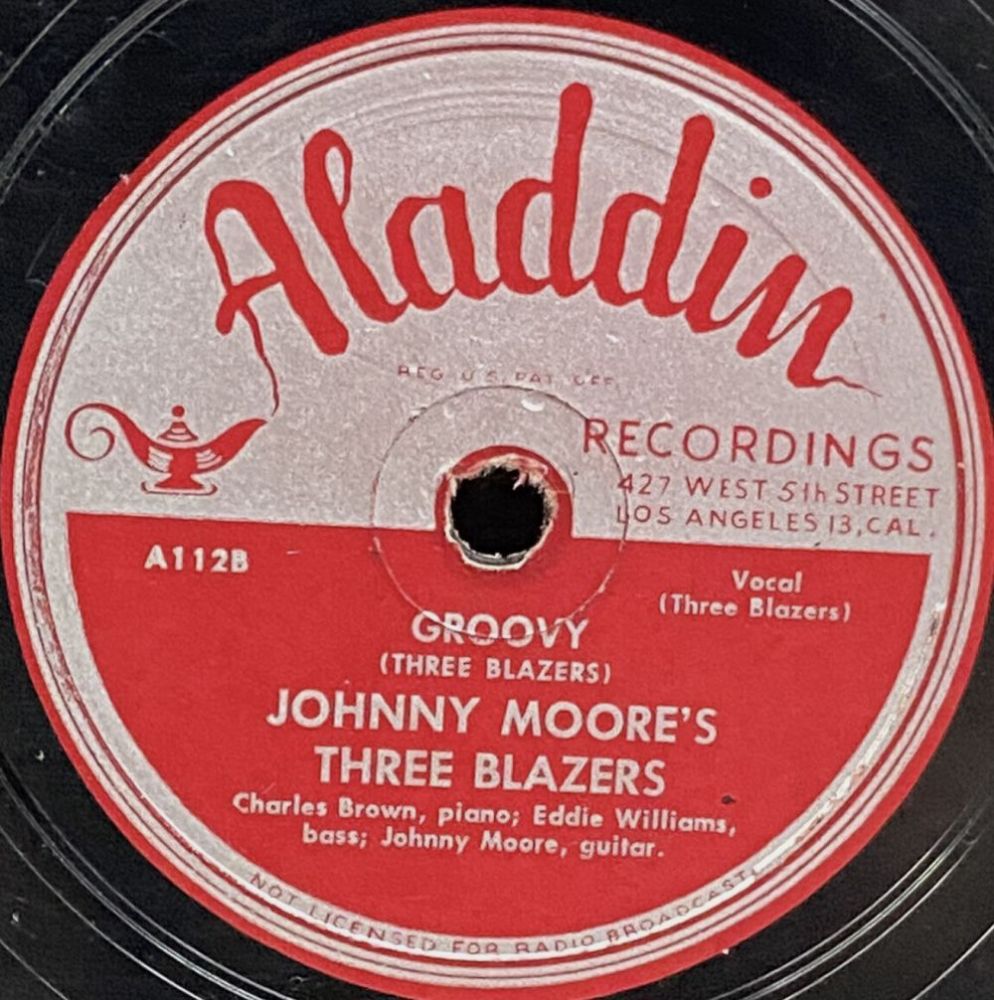 Aladdin
REG. U.S. PAT. OFF.
RECORDINGS
427 WEST 5th STREET
LOS ANGELES 13, CAL.
A112B
Vocal
(Three Blazers)
GROOVY
(THREE BLAZERS)
JOHNNY MOORE'S
THREE BLAZERS
Charles Brown, piano; Eddie Williams,
bass; Johnny Moore, guitar.
NOT LICENSED FOR RADIO BROADCAST